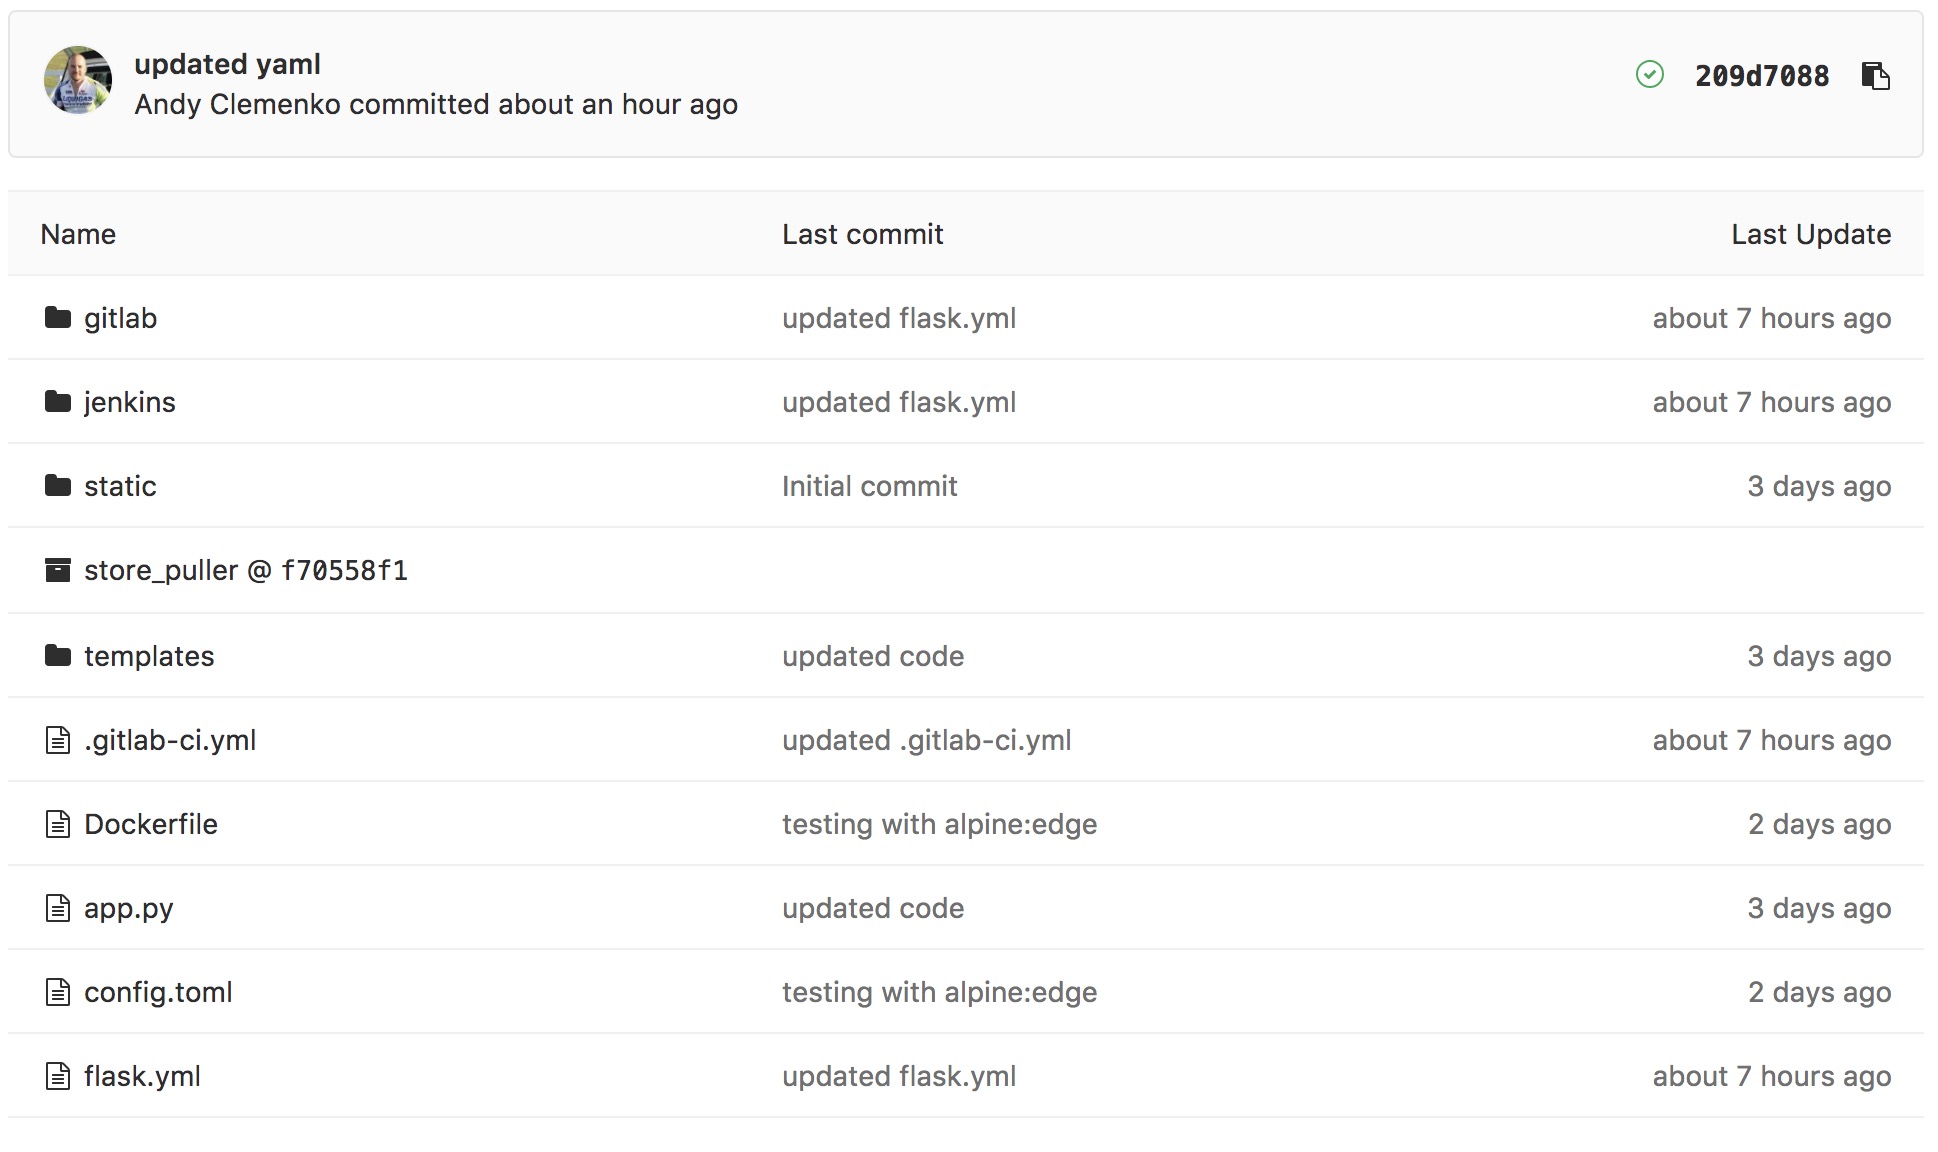 updated yaml
Andy Clemenko committed about an hour ago
209d7088
Name Last commit Last Update
gitlab updated flask.yml about 7 hours ago
jenkins updated flask.yml about 7 hours ago
static Initial commit 3 days ago
store_puller @ f70558f1
templates updated code 3 days ago
.gitlab-ci.yml updated .gitlab-ci.yml about 7 hours ago
Dockerfile testing with alpine:edge 2 days ago
app.py updated code 3 days ago
config.toml testing with alpine:edge 2 days ago
flask.yml updated flask.yml about 7 hours ago